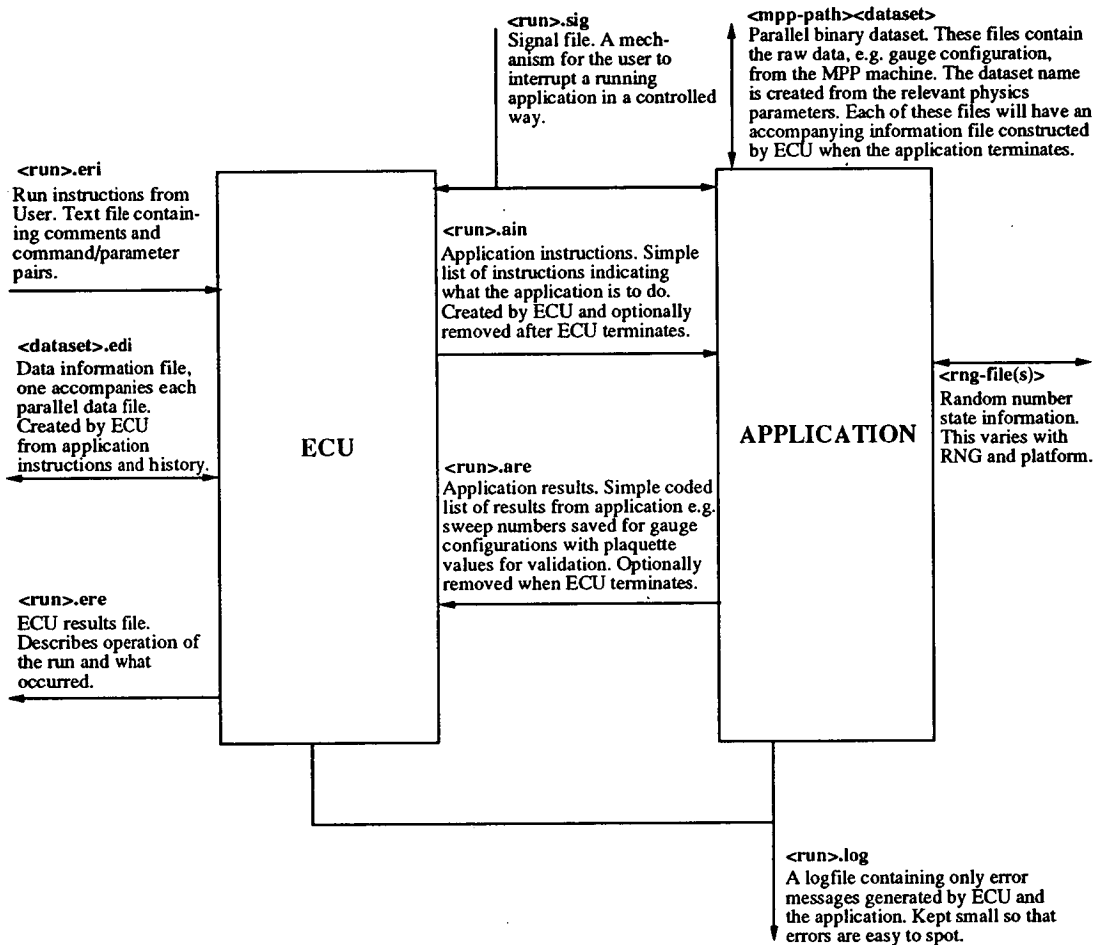 <run>.sig
Signal file. A mech-
anism for the user to
interrupt a running
application in a controlled
way.
<mpp-path><dataset>
Parallel binary dataset. These files contain
the raw data, e.g. gauge configuration,
from the MPP machine. The dataset name
is created from the relevant physics
parameters. Each of these files will have an
accompanying information file constructed
by ECU when the application terminates.
<run>.eri
Run instructions from
User. Text file contain-
ing comments and
command/parameter
pairs.
<dataset>.edi
Data information file,
one accompanies each
parallel data file.
Created by ECU
from application
instructions and history.
<run>.ere
ECU results file.
Describes operation of
the run and what
occurred.
ECU
<run>.ain
Application instructions. Simple
list of instructions indicating
what the application is to do.
Created by ECU and optionally
removed after ECU terminates.
<run>.are
Application results. Simple coded
list of results from application e.g.
sweep numbers saved for gauge
configurations with plaquette
values for validation. Optionally
removed when ECU terminates.
APPLICATION
<rng-file(s)>
Random number
state information.
This varies with
RNG and platform.
<run>.log
A logfile containing only error
messages generated by ECU and
the application. Kept small so that
errors are easy to spot.